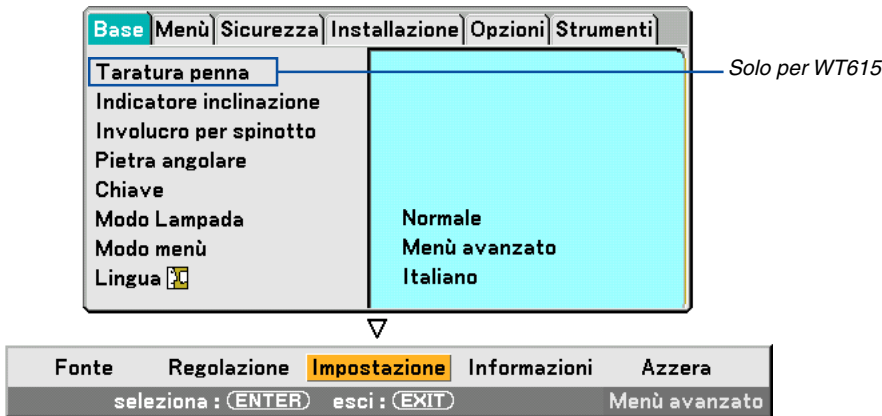 Base Menù Sicurezza Installazione Opzioni Strumenti
Taratura penna
Solo per WT615
Indicatore inclinazione
Involucro per spinotto
Pietra angolare
Chiave
Modo Lampada Normale
Modo menù Menù avanzato
Lingua Italiano
Fonte Regolazione Impostazione Informazioni Azzera
seleziona : ENTER esci : EXIT Menù avanzato